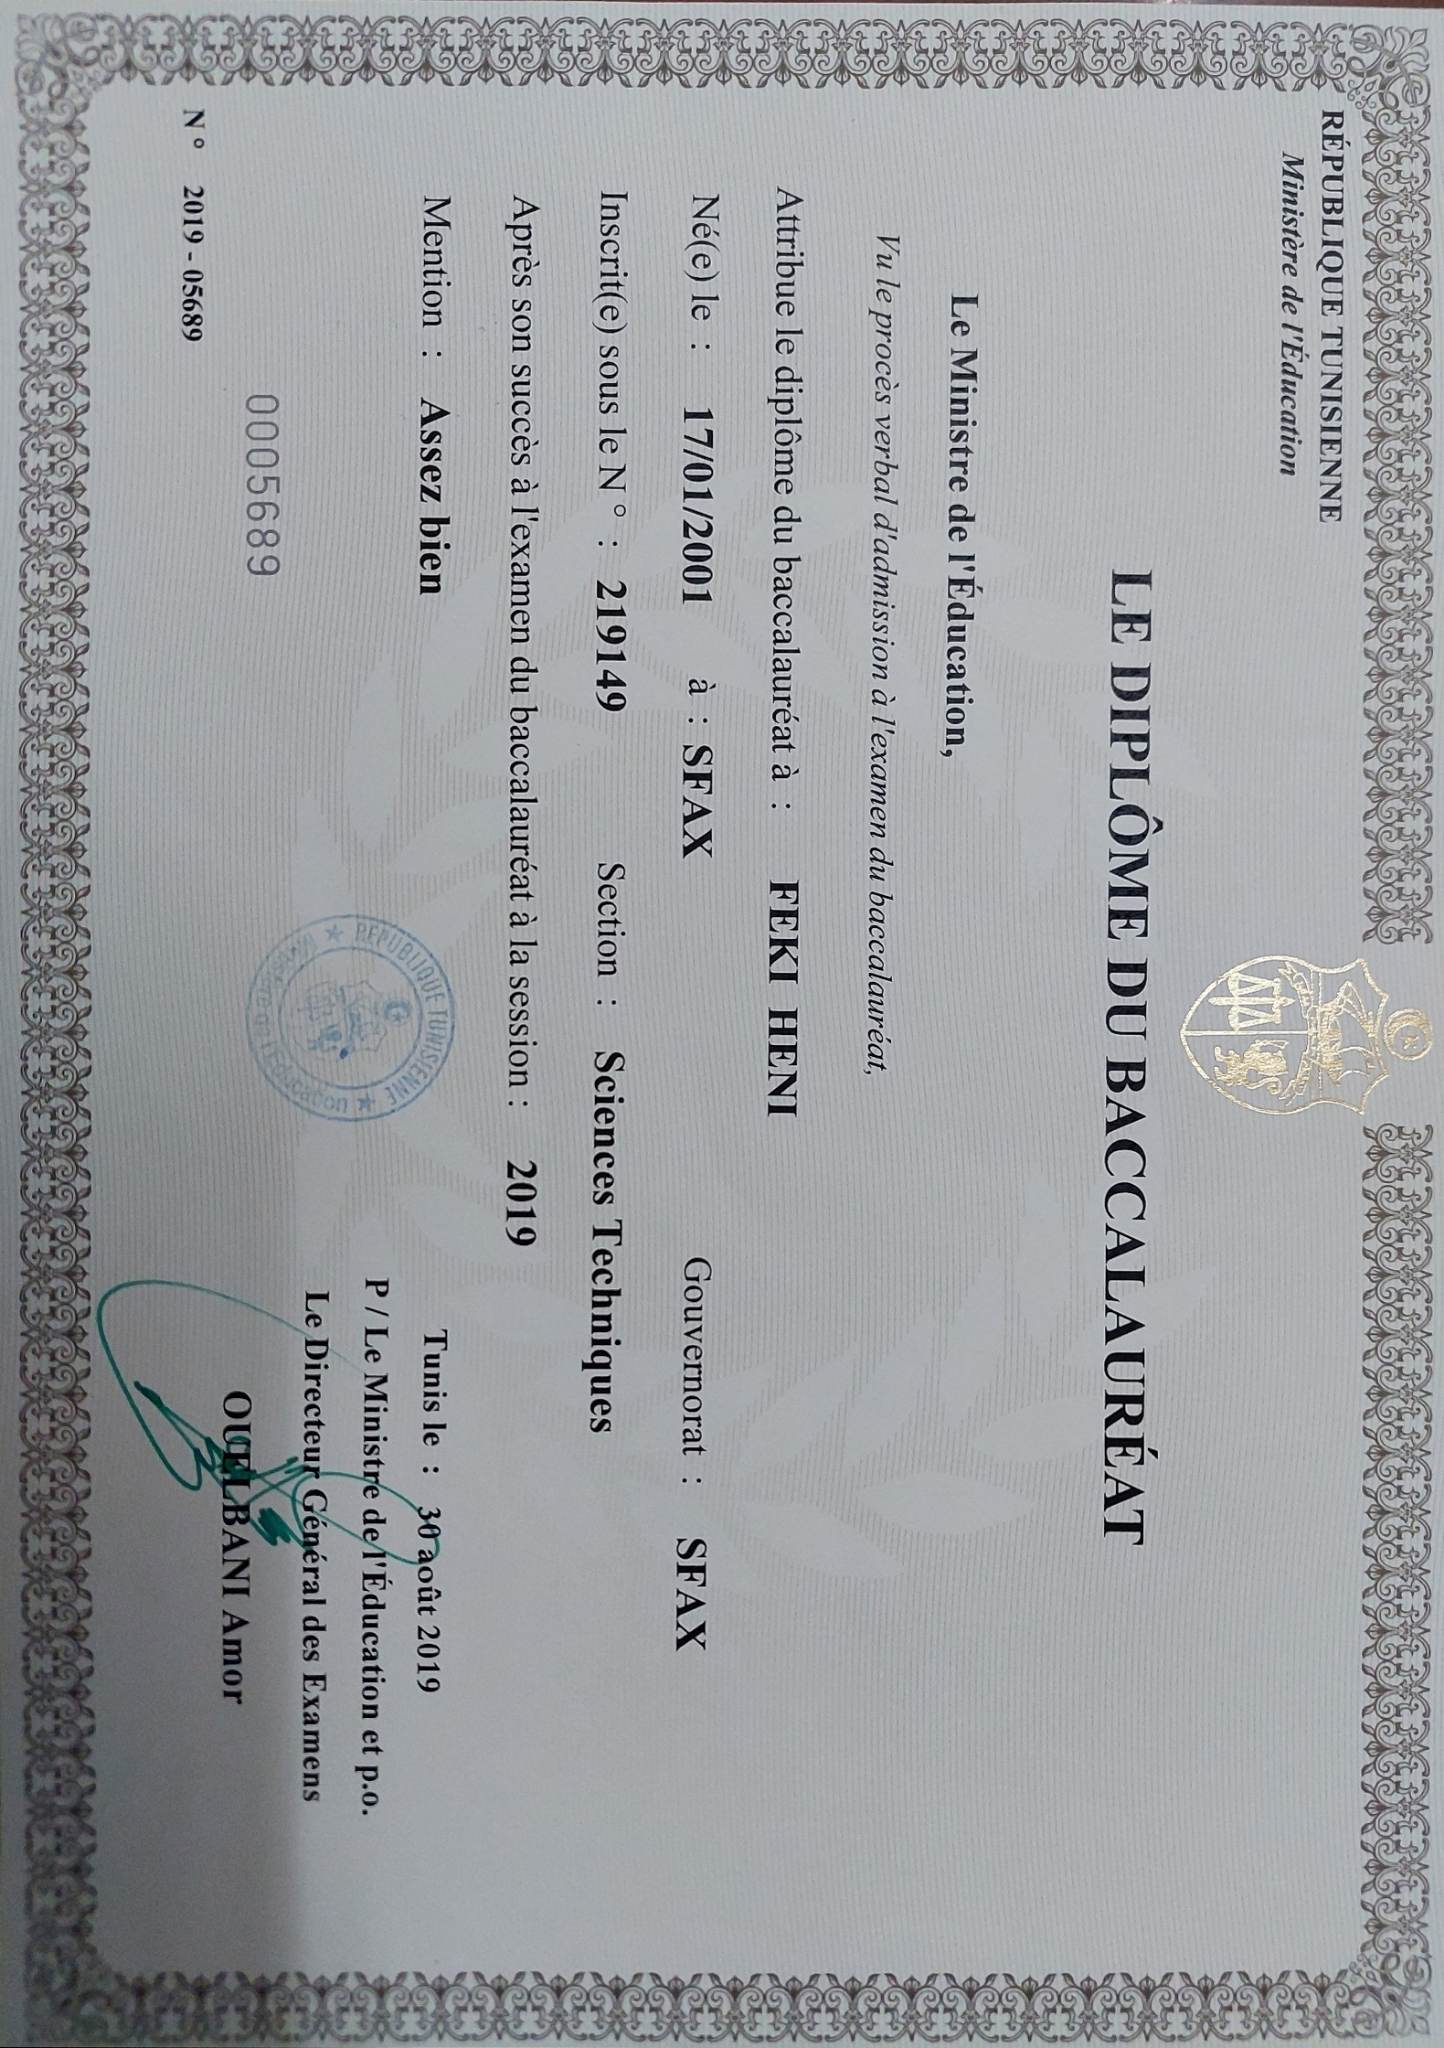 RÉPUBLIQUE TUNISIENNE
Ministère de l'Éducation
LE DIPLÔME DU BACCALAURÉAT
Le Ministre de l'Éducation,
Vu le procès verbal d'admission à l'examen du baccalauréat,
Attribue le diplôme du baccalauréat à : FEKI HENI
Né(e) le : 17/01/2001 à : SFAX Gouvernorat : SFAX
Inscrit(e) sous le N° : 219149 Section : Sciences Techniques
Après son succès à l'examen du baccalauréat à la session : 2019
Mention : Assez bien
Tunis le : 30 août 2019
P / Le Ministre de l'Éducation et p.o.
Le Directeur Général des Examens
OUELBANI Amor
RÉPUBLIQUE TUNISIENNE
Ministère de l'Éducation
0005689
N° 2019 - 05689